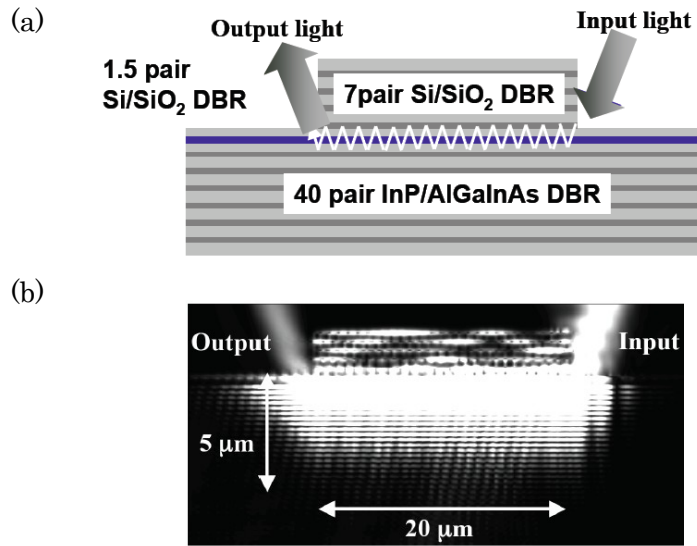 (a)
Output light
Input light
1.5 pair
Si/SiO₂ DBR
7pair Si/SiO₂ DBR
40 pair InP/AlGaInAs DBR
(b)
Output
Input
5 μm
20 μm